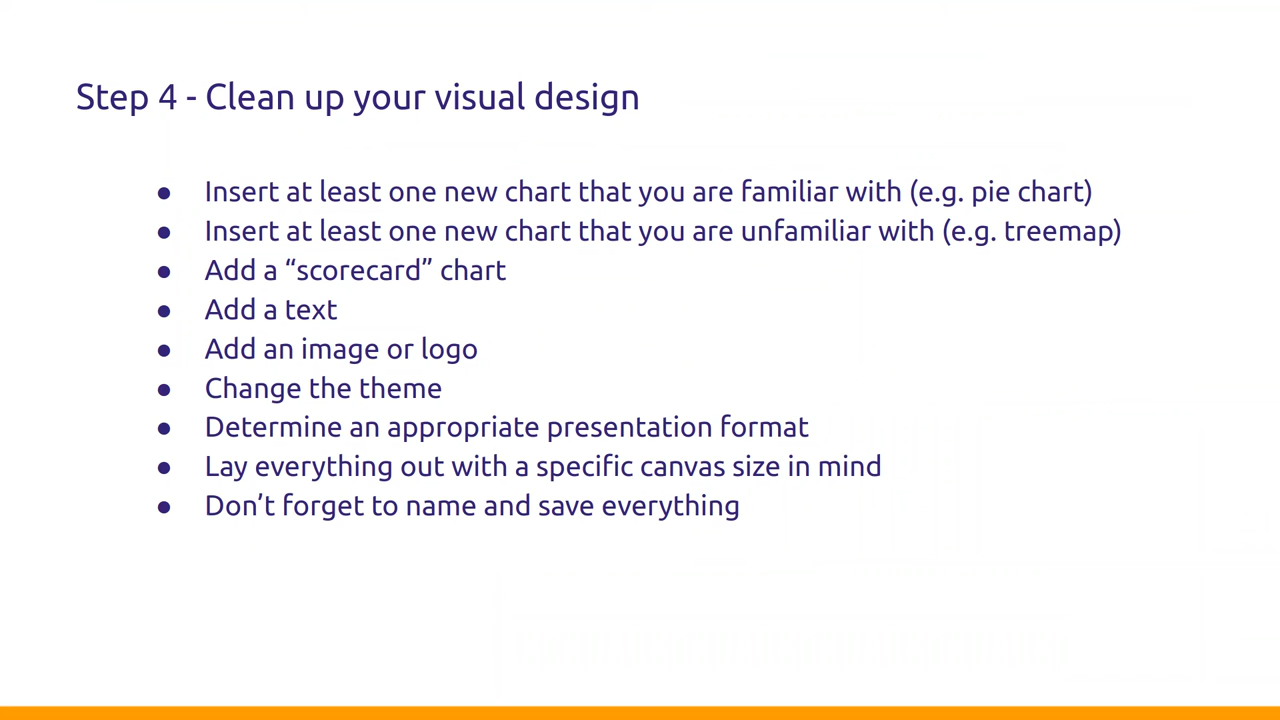 Step 4 - Clean up your visual design
● Insert at least one new chart that you are familiar with (e.g. pie chart)
● Insert at least one new chart that you are unfamiliar with (e.g. treemap)
● Add a “scorecard” chart
● Add a text
● Add an image or logo
● Change the theme
● Determine an appropriate presentation format
● Lay everything out with a specific canvas size in mind
● Don’t forget to name and save everything